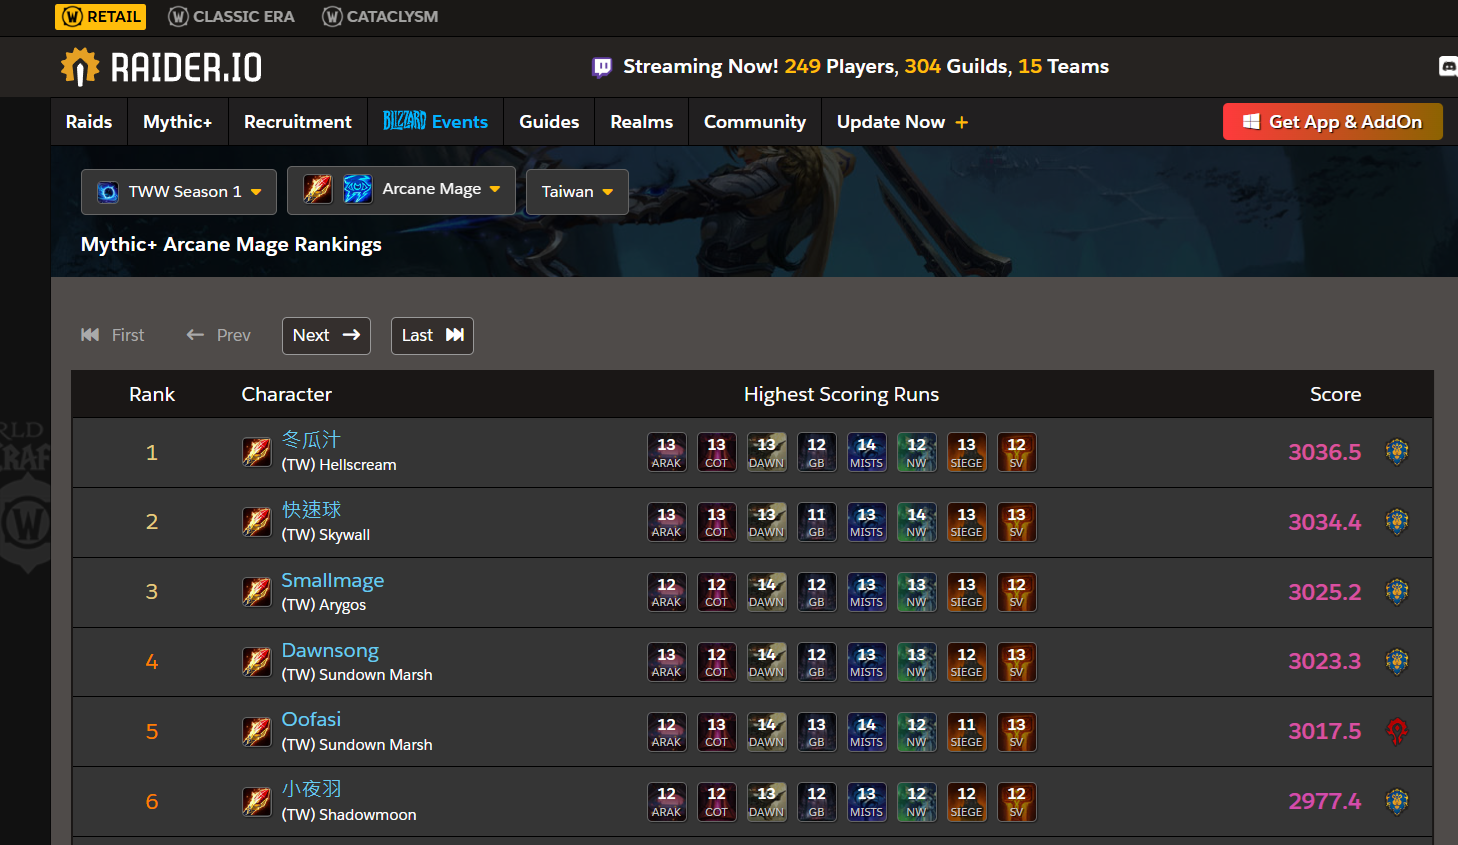 RETAIL CLASSIC ERA CATACLYSM
RAIDER.IO Streaming Now! 249 Players, 304 Guilds, 15 Teams
Raids Mythic+ Recruitment BLIZZARD Events Guides Realms Community Update Now + Get App & AddOn
TWW Season 1 Arcane Mage Taiwan
Mythic+ Arcane Mage Rankings
First Prev Next Last
Rank Character Highest Scoring Runs Score
1 冬瓜汁 (TW) Hellscream 13 ARAK 13 COT 13 DAWN 12 GB 14 MISTS 12 NW 13 SIEGE 12 SV 3036.5
2 快速球 (TW) Skywall 13 ARAK 13 COT 13 DAWN 11 GB 13 MISTS 14 NW 13 SIEGE 13 SV 3034.4
3 Smallmage (TW) Arygos 12 ARAK 12 COT 14 DAWN 12 GB 13 MISTS 13 NW 13 SIEGE 12 SV 3025.2
4 Dawnsong (TW) Sundown Marsh 13 ARAK 12 COT 14 DAWN 12 GB 13 MISTS 13 NW 12 SIEGE 13 SV 3023.3
5 Oofasi (TW) Sundown Marsh 12 ARAK 13 COT 14 DAWN 13 GB 14 MISTS 12 NW 11 SIEGE 13 SV 3017.5
6 小夜羽 (TW) Shadowmoon 12 ARAK 12 COT 13 DAWN 12 GB 13 MISTS 12 NW 12 SIEGE 12 SV 2977.4